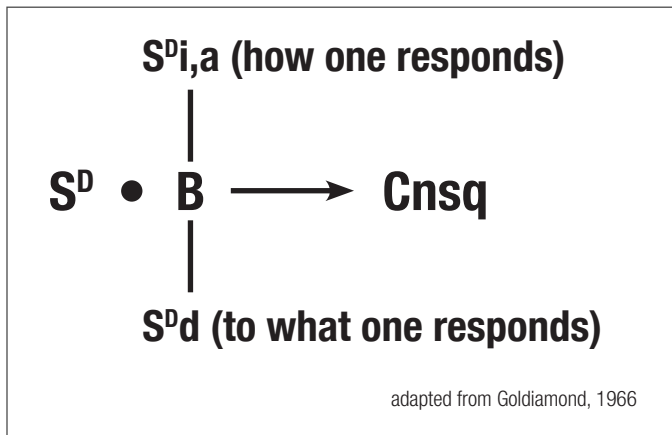 Sᴰi,a (how one responds)
Sᴰ • B → Cnsq
Sᴰd (to what one responds)
adapted from Goldiamond, 1966